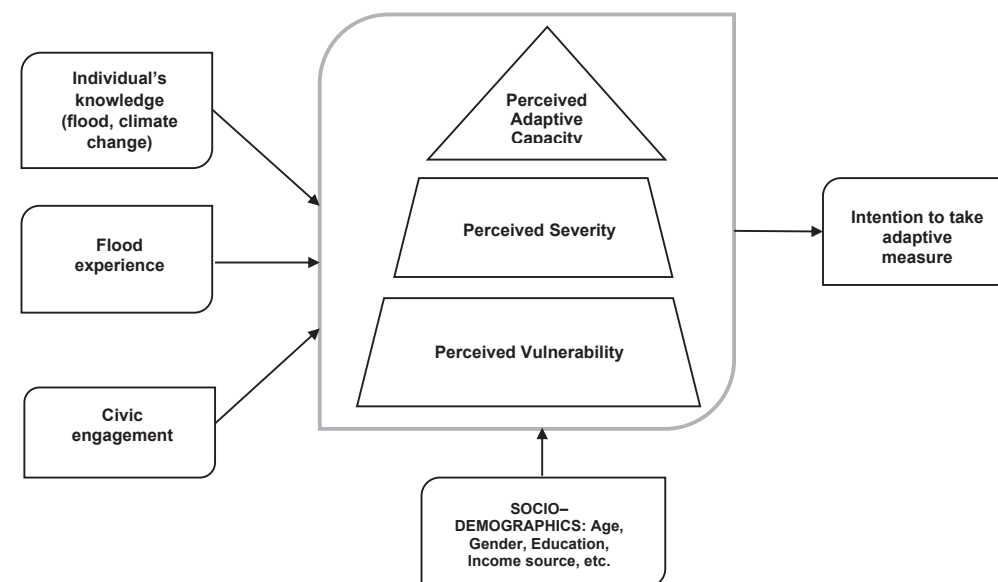 Individual's
knowledge
(flood, climate
change)
Flood
experience
Civic
engagement
Perceived
Adaptive
Capacity
Perceived Severity
Perceived Vulnerability
SOCIO–
DEMOGRAPHICS: Age,
Gender, Education,
Income source, etc.
Intention to take
adaptive
measure